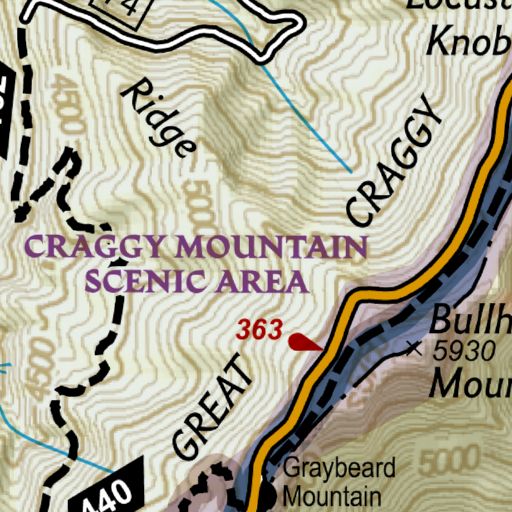 74
Locust
Knob
4500
Ridge
CRAGGY
5000
CRAGGY MOUNTAIN
SCENIC AREA
Bullh
363
5930
4500
Moun
GREAT
Graybeard
Mountain
5000
440